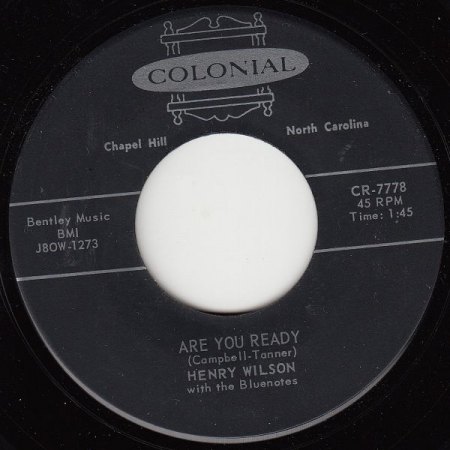 COLONIAL
Chapel Hill North Carolina
CR-7778
Bentley Music 45 RPM
BMI Time: 1:45
J8OW-1273
ARE YOU READY
(Campbell-Tanner)
HENRY WILSON
with the Bluenotes